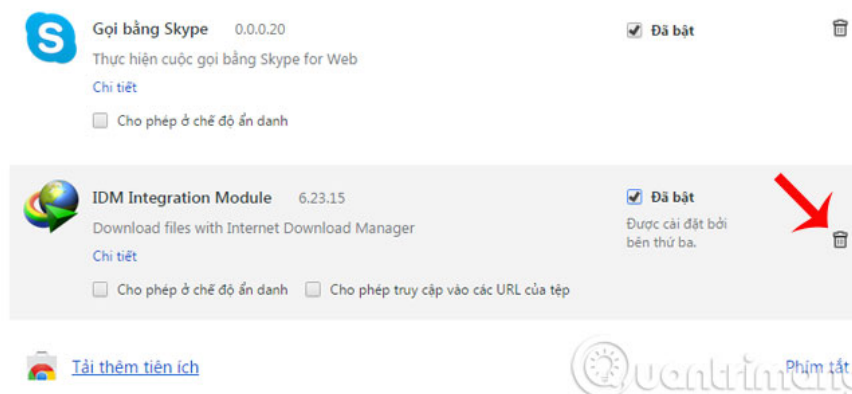 Gọi bằng Skype 0.0.0.20 Đã bật
Thực hiện cuộc gọi bằng Skype for Web
Chi tiết
Cho phép ở chế độ ẩn danh
IDM Integration Module 6.23.15 Đã bật
Download files with Internet Download Manager
Được cài đặt bởi
bên thứ ba.
Chi tiết
Cho phép ở chế độ ẩn danh Cho phép truy cập vào các URL của tệp
Tải thêm tiện ích
Quantrimang
Phím tắt